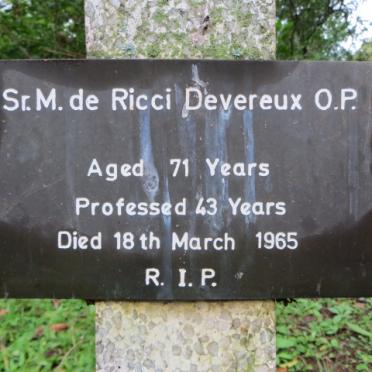 Sr. M. de Ricci Devereux O.P.
Aged 71 Years
Professed 43 Years
Died 18th March 1965
R. I. P.